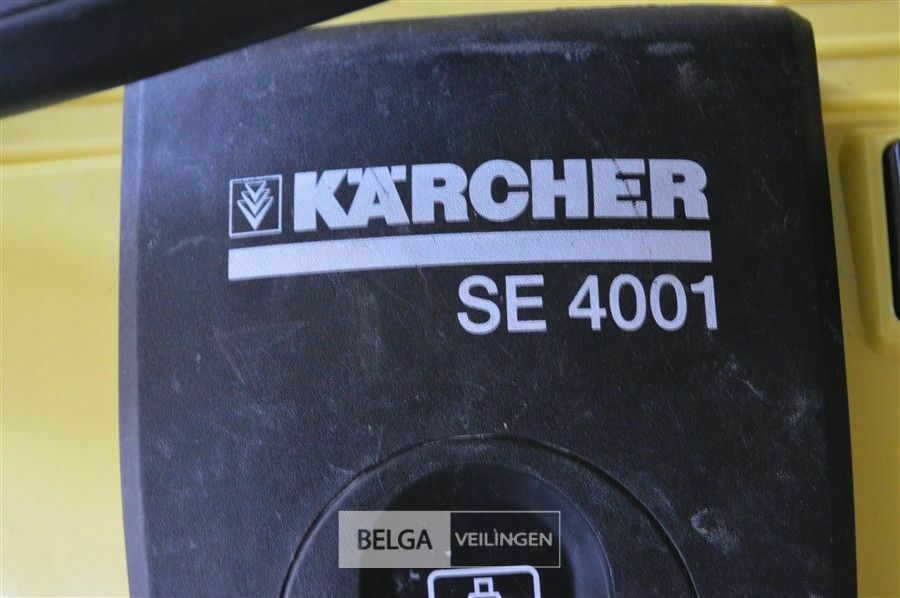 KÄRCHER
SE 4001
BELGA VEILINGEN